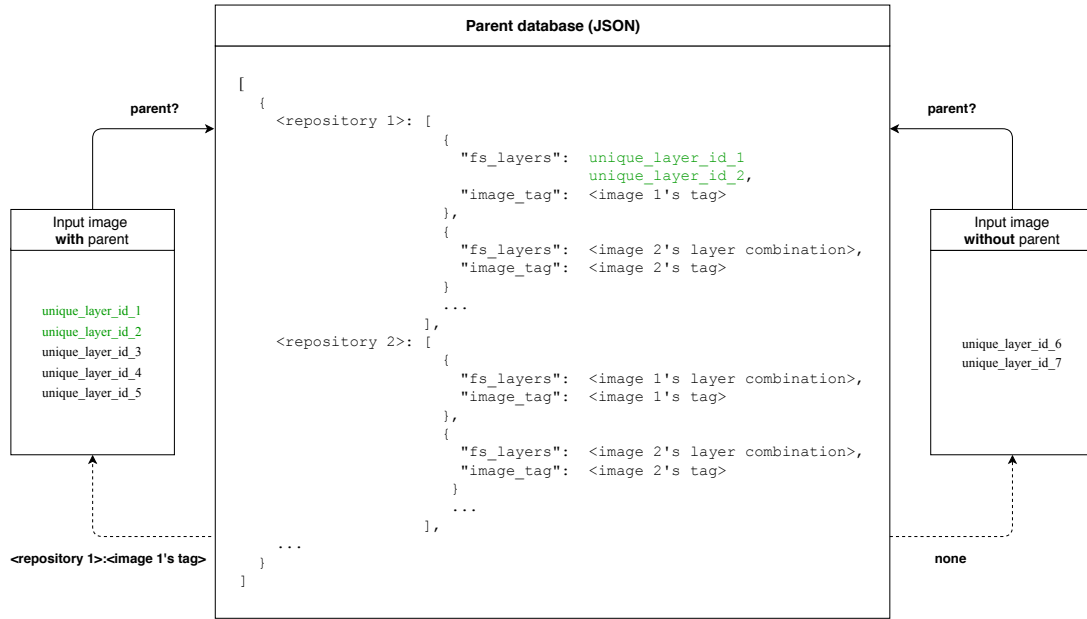 Parent database (JSON)
[
{
<repository 1>: [
{
"fs_layers": unique_layer_id_1
unique_layer_id_2,
"image_tag": <image 1's tag>
},
{
"fs_layers": <image 2's layer combination>,
"image_tag": <image 2's tag>
}
...
],
<repository 2>: [
{
"fs_layers": <image 1's layer combination>,
"image_tag": <image 1's tag>
},
{
"fs_layers": <image 2's layer combination>,
"image_tag": <image 2's tag>
}
...
],
...
}
]
parent?
Input image
with parent
unique_layer_id_1
unique_layer_id_2
unique_layer_id_3
unique_layer_id_4
unique_layer_id_5
<repository 1>:<image 1's tag>
parent?
Input image
without parent
unique_layer_id_6
unique_layer_id_7
none